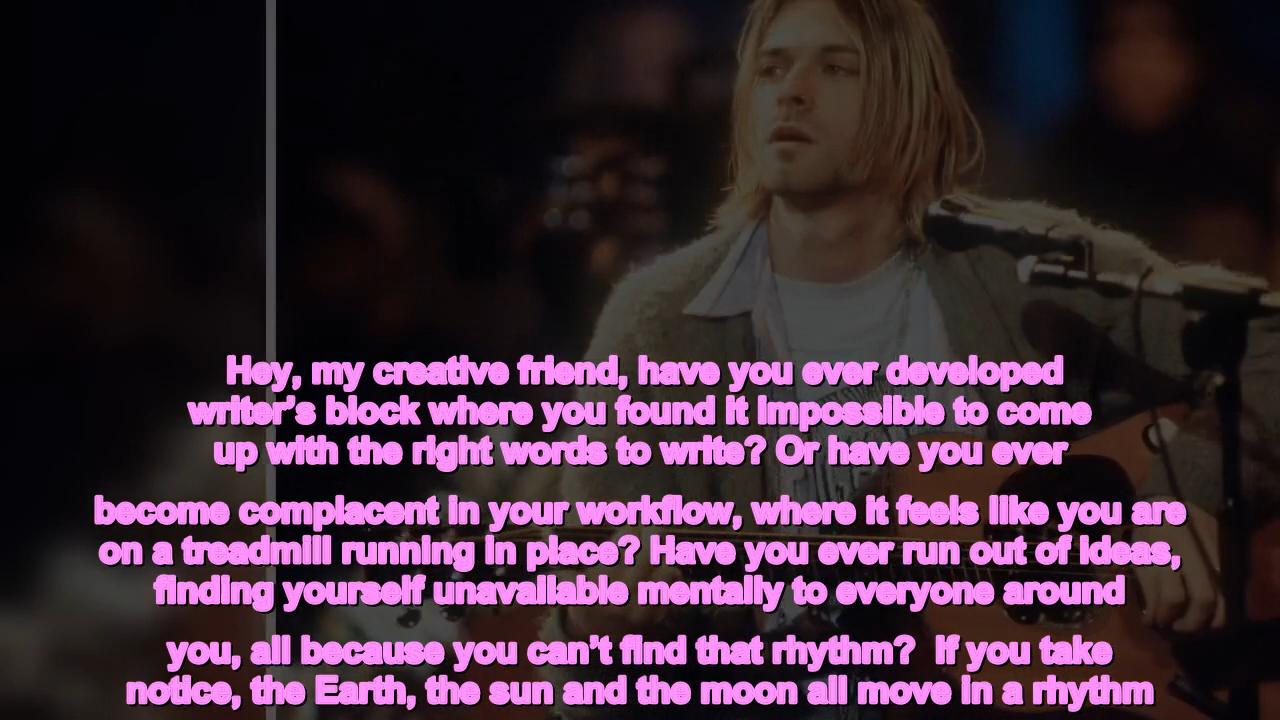 Hey, my creative friend, have you ever developed
writer's block where you found it impossible to come
up with the right words to write? Or have you ever
become complacent in your workflow, where it feels like you are
on a treadmill running in place? Have you ever run out of ideas,
finding yourself unavailable mentally to everyone around
you, all because you can't find that rhythm?  If you take
notice, the Earth, the sun and the moon all move in a rhythm